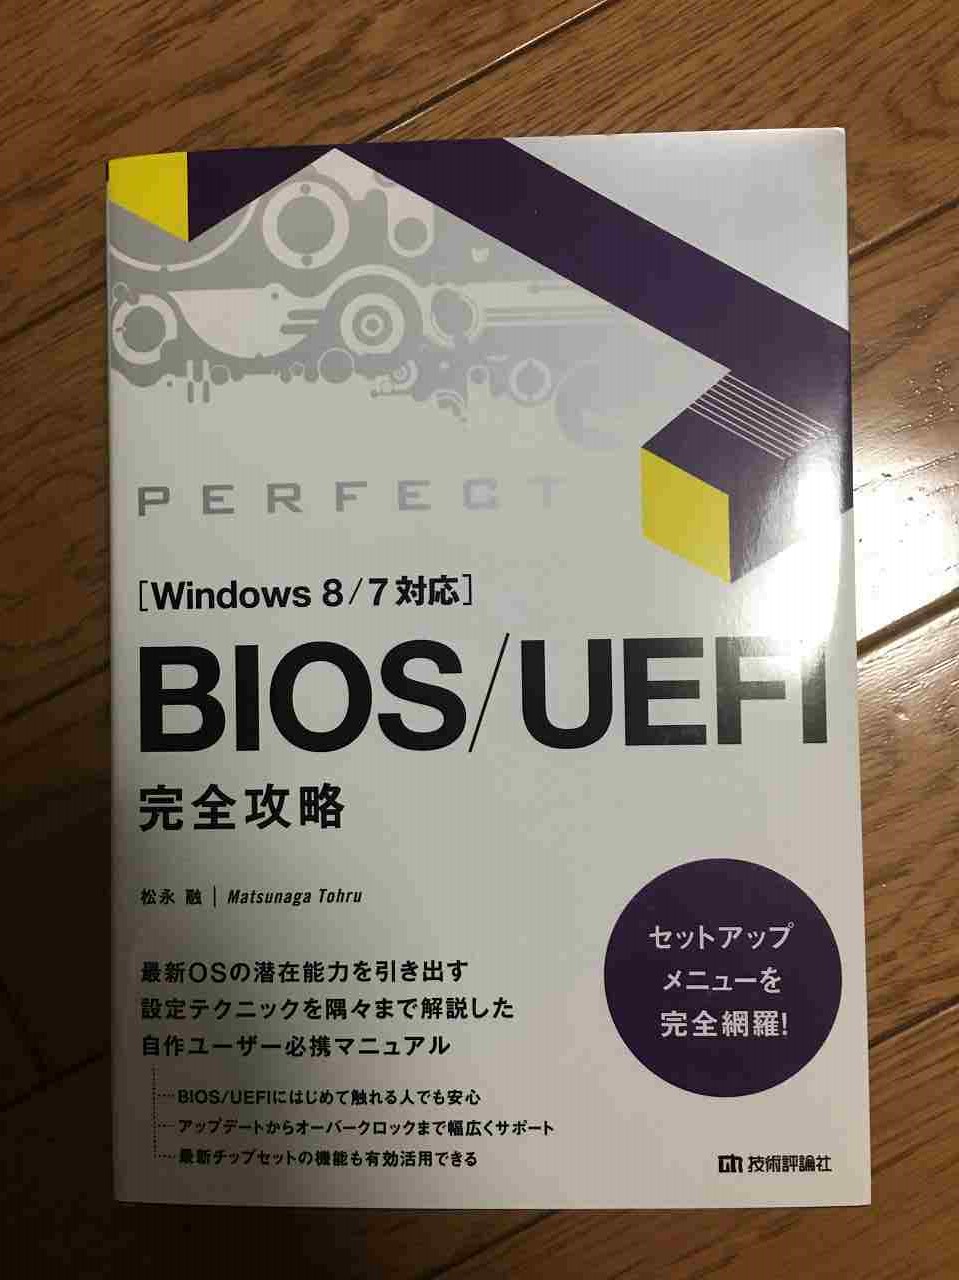 PERFECT
[Windows 8/7対応]
BIOS/UEFI
完全攻略
松永 融 | Matsunaga Tohru
最新OSの潜在能力を引き出す
設定テクニックを隅々まで解説した
自作ユーザー必携マニュアル
BIOS/UEFIにはじめて触れる人でも安心
アップデートからオーバークロックまで幅広くサポート
最新チップセットの機能も有効活用できる
セットアップ
メニューを
完全網羅!
技術評論社